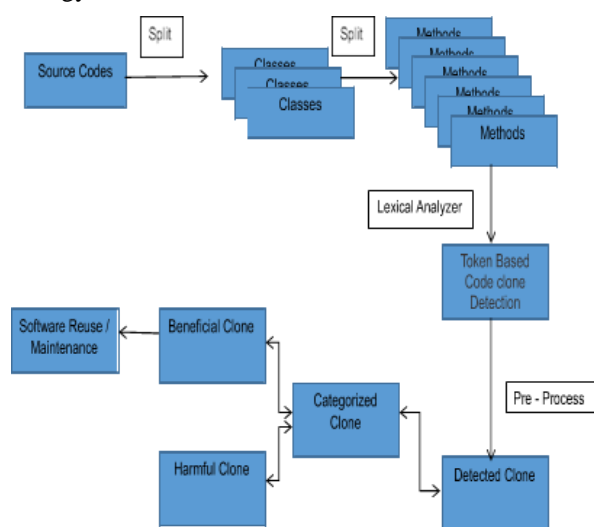 Split
Split
Source Codes
Classes
Classes
Classes
Methods
Methods
Methods
Methods
Methods
Methods
Lexical Analyzer
Token Based
Code clone
Detection
Software Reuse /
Maintenance
Beneficial Clone
Categorized
Clone
Pre - Process
Harmful Clone
Detected Clone